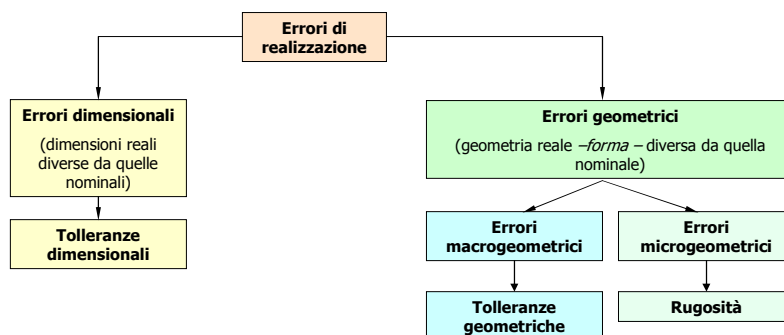 Errori di
realizzazione
Errori dimensionali
(dimensioni reali
diverse da quelle
nominali)
Tolleranze
dimensionali
Errori geometrici
(geometria reale –forma – diversa da quella
nominale)
Errori
macrogeometrici
Tolleranze
geometriche
Errori
microgeometrici
Rugosità